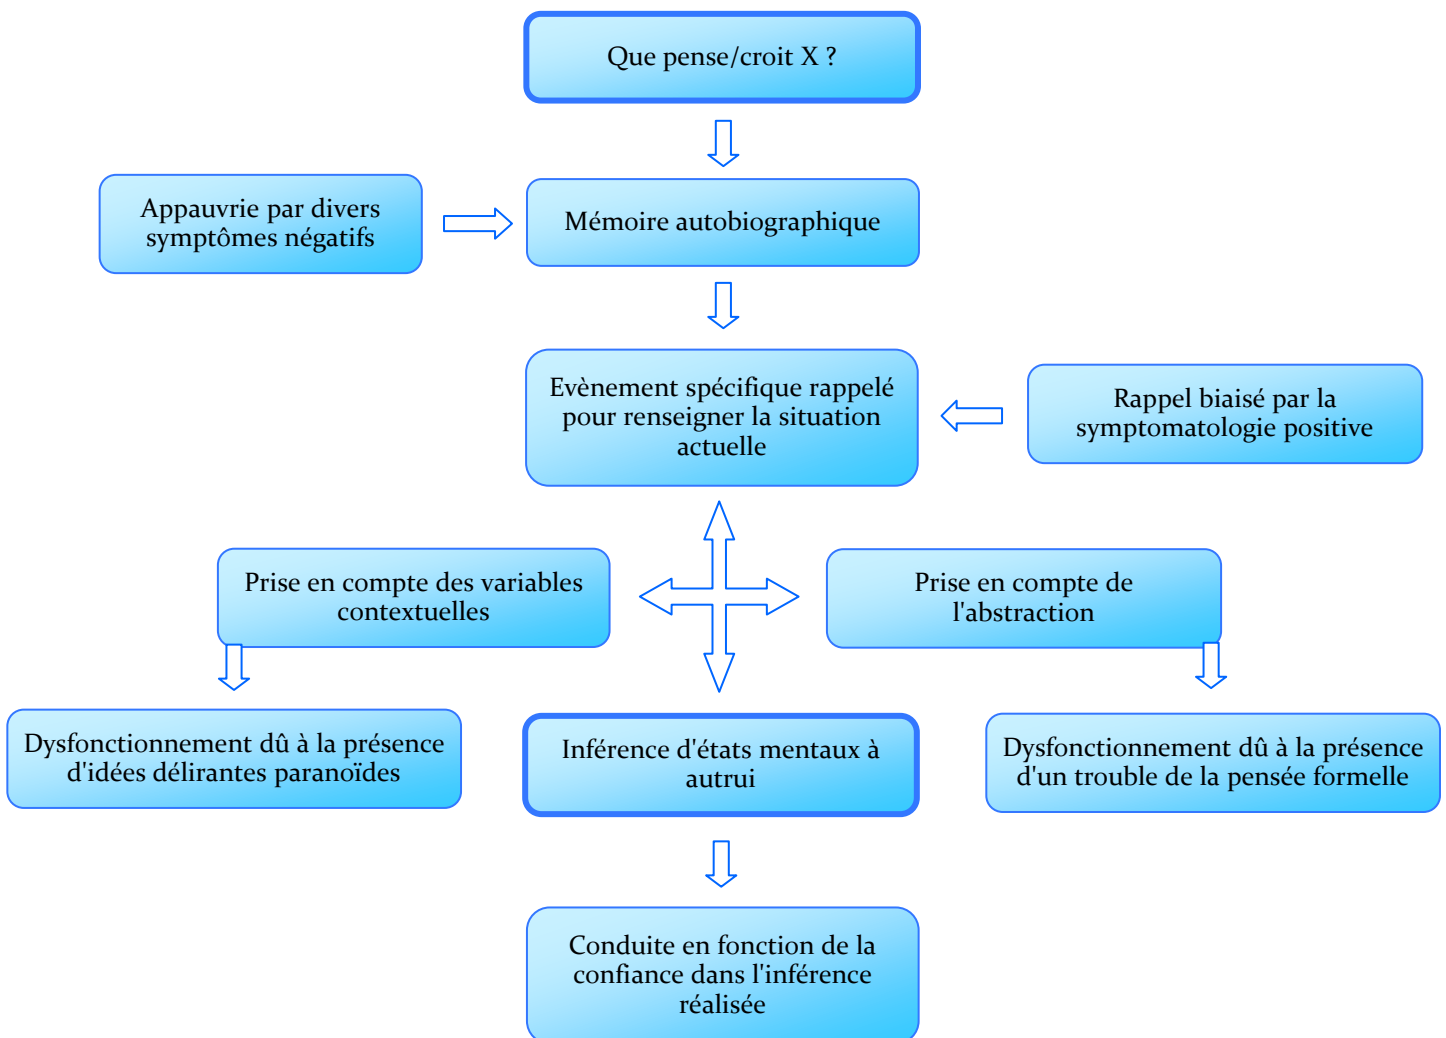 Que pense/croit X ?
Appauvrie par divers
symptômes négatifs
Mémoire autobiographique
Evènement spécifique rappelé
pour renseigner la situation
actuelle
Rappel biaisé par la
symptomatologie positive
Prise en compte des variables
contextuelles
Prise en compte de
l'abstraction
Dysfonctionnement dû à la présence
d'idées délirantes paranoïdes
Inférence d'états mentaux à
autrui
Dysfonctionnement dû à la présence
d'un trouble de la pensée formelle
Conduite en fonction de la
confiance dans l'inférence
réalisée